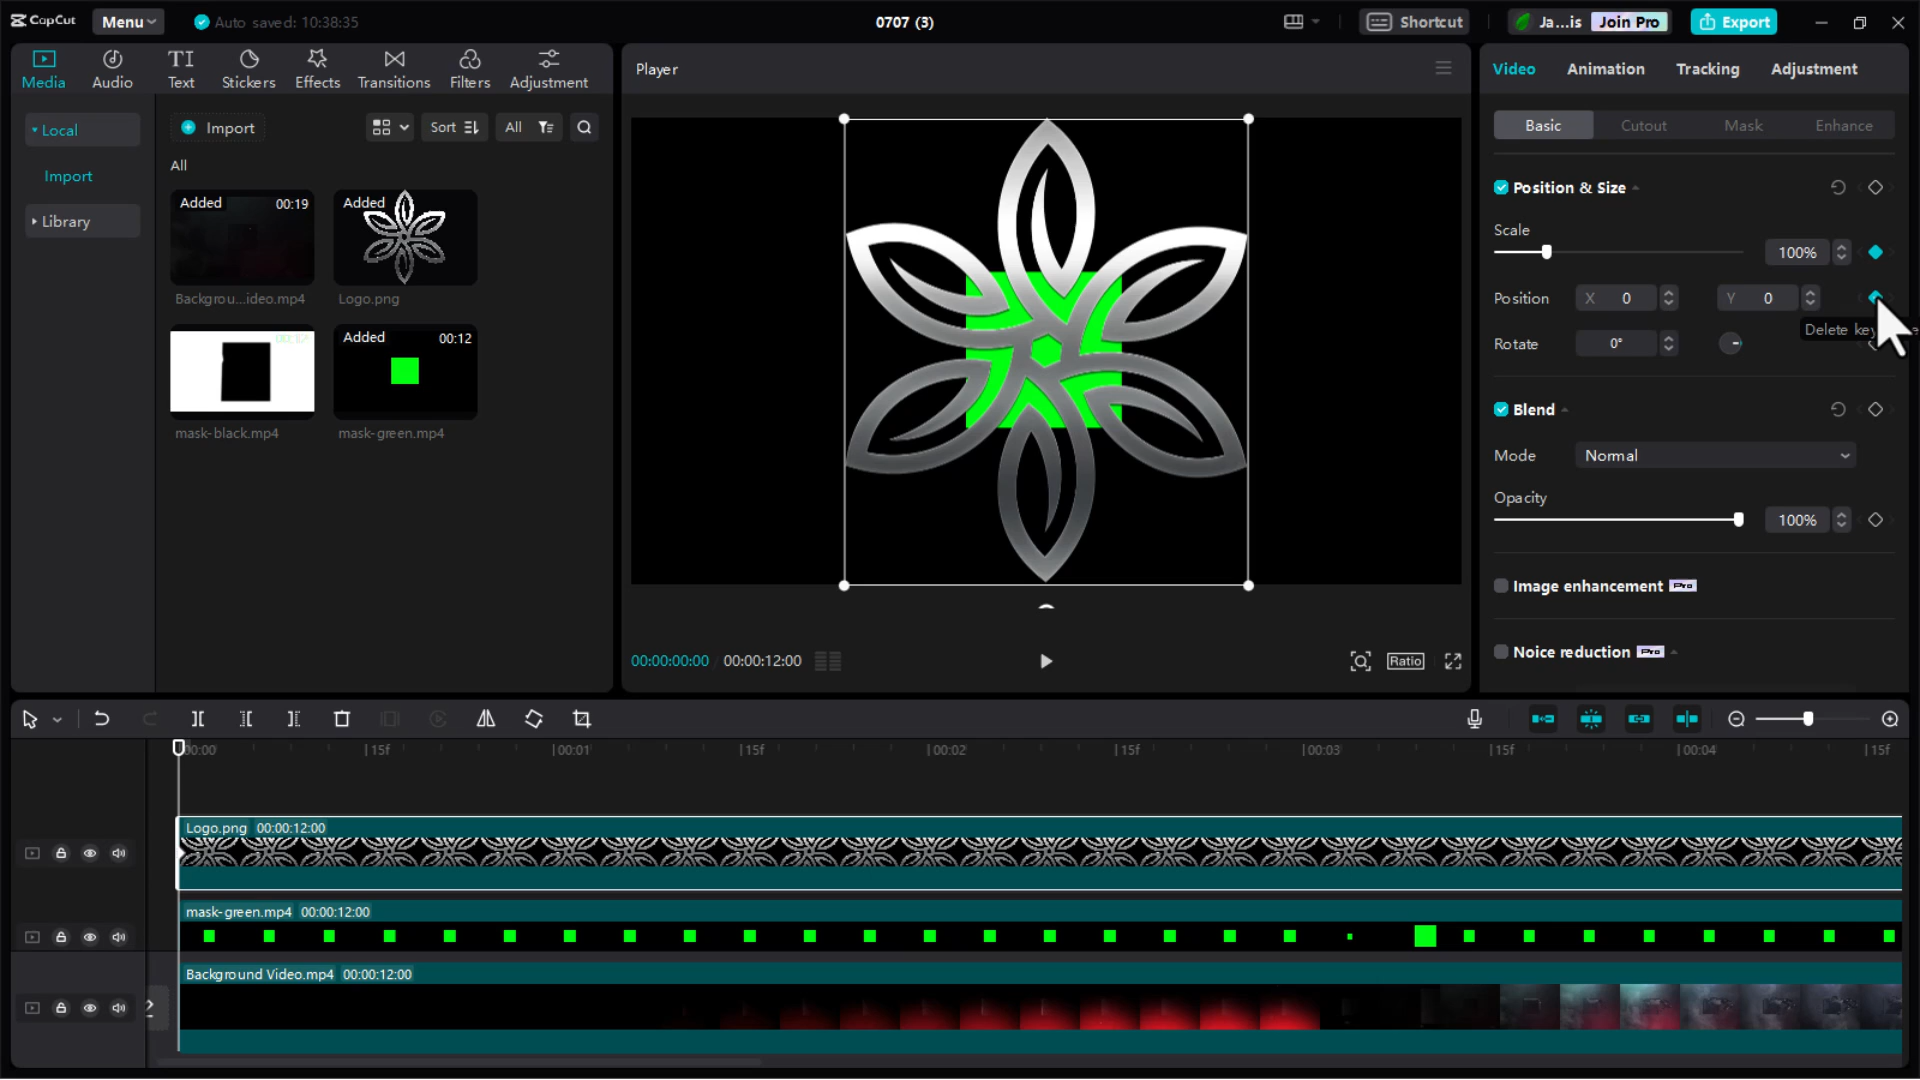 CapCut
Menu
Auto saved: 10:38:35
0707 (3)
Shortcut
Ja...is
Join Pro
Export
Media
Audio
Text
Stickers
Effects
Transitions
Filters
Adjustment
Local
Import
Library
Import
Sort
All
All
Added
00:19
Backgrou...ideo.mp4
Added
Logo.png
00:12
mask-black.mp4
Added
00:12
mask-green.mp4
Player
00:00:00:00
00:00:12:00
Ratio
Video
Animation
Tracking
Adjustment
Basic
Cutout
Mask
Enhance
Position & Size
Scale
100%
Position
X 0
Y 0
Delete key
Rotate
0°
Blend
Mode
Normal
Opacity
100%
Image enhancement Pro
Noice reduction Pro
00:00
15f
00:01
15f
00:02
15f
00:03
15f
00:04
15f
Logo.png 00:00:12:00
mask-green.mp4 00:00:12:00
Background Video.mp4 00:00:12:00